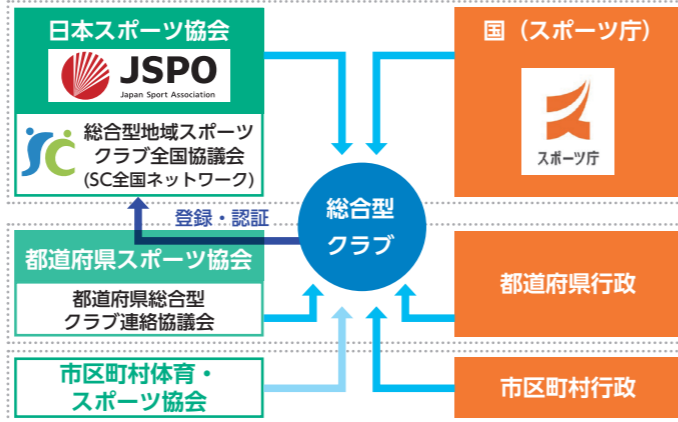 日本スポーツ協会
JSPO
Japan Sport Association
SC
総合型地域スポーツ
クラブ全国協議会
(SC全国ネットワーク)
国（スポーツ庁）
スポーツ庁
総合型
クラブ
登録・認証
都道府県スポーツ協会
都道府県総合型
クラブ連絡協議会
都道府県行政
市区町村体育・
スポーツ協会
市区町村行政